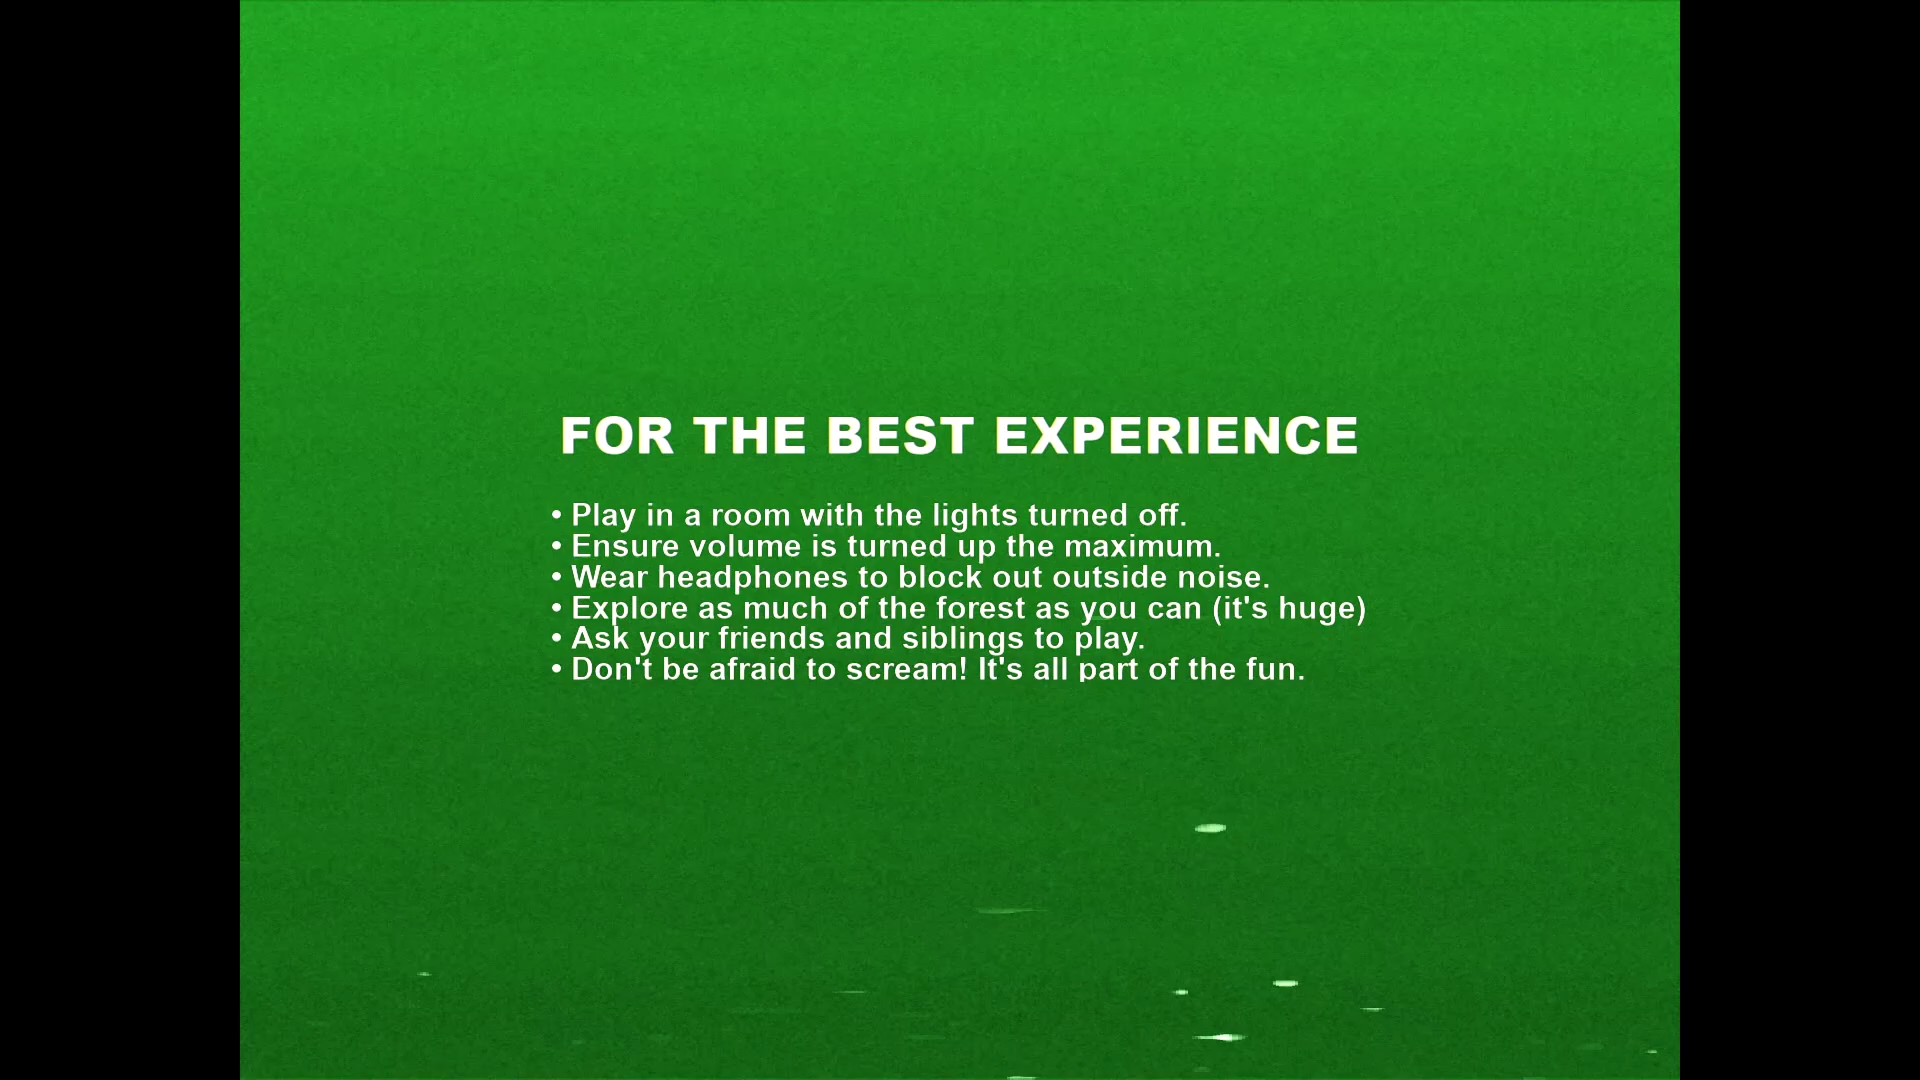 FOR THE BEST EXPERIENCE
• Play in a room with the lights turned off.
• Ensure volume is turned up the maximum.
• Wear headphones to block out outside noise.
• Explore as much of the forest as you can (it's huge)
• Ask your friends and siblings to play.
• Don't be afraid to scream! It's all part of the fun.